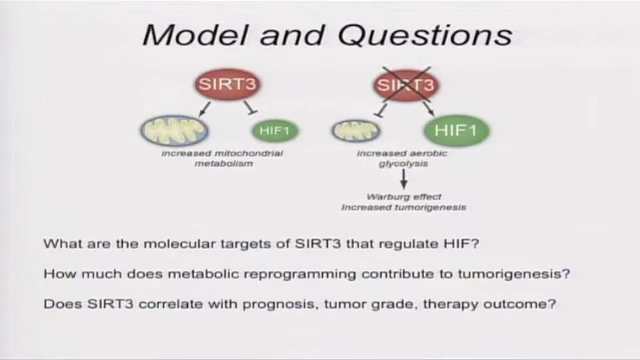 Model and Questions
SIRT3
SIRT3
HIF1
HIF1
increased mitochondrial
metabolism
increased aerobic
glycolysis
Warburg effect
Increased tumorigenesis
What are the molecular targets of SIRT3 that regulate HIF?
How much does metabolic reprogramming contribute to tumorigenesis?
Does SIRT3 correlate with prognosis, tumor grade, therapy outcome?